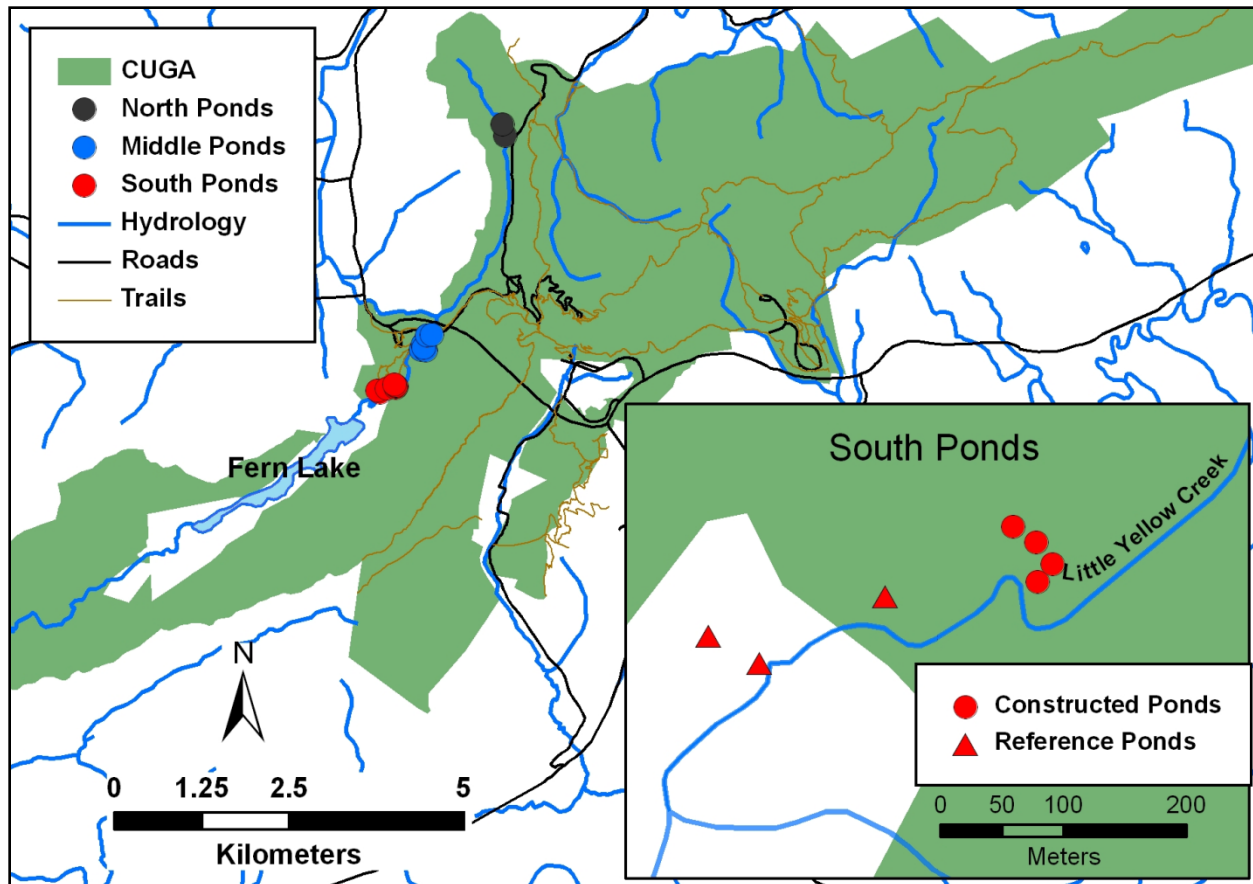 CUGA
North Ponds
Middle Ponds
South Ponds
Hydrology
Roads
Trails
Fern Lake
N
0 1.25 2.5 5
Kilometers
South Ponds
Little Yellow Creek
Constructed Ponds
Reference Ponds
0 50 100 200
Meters